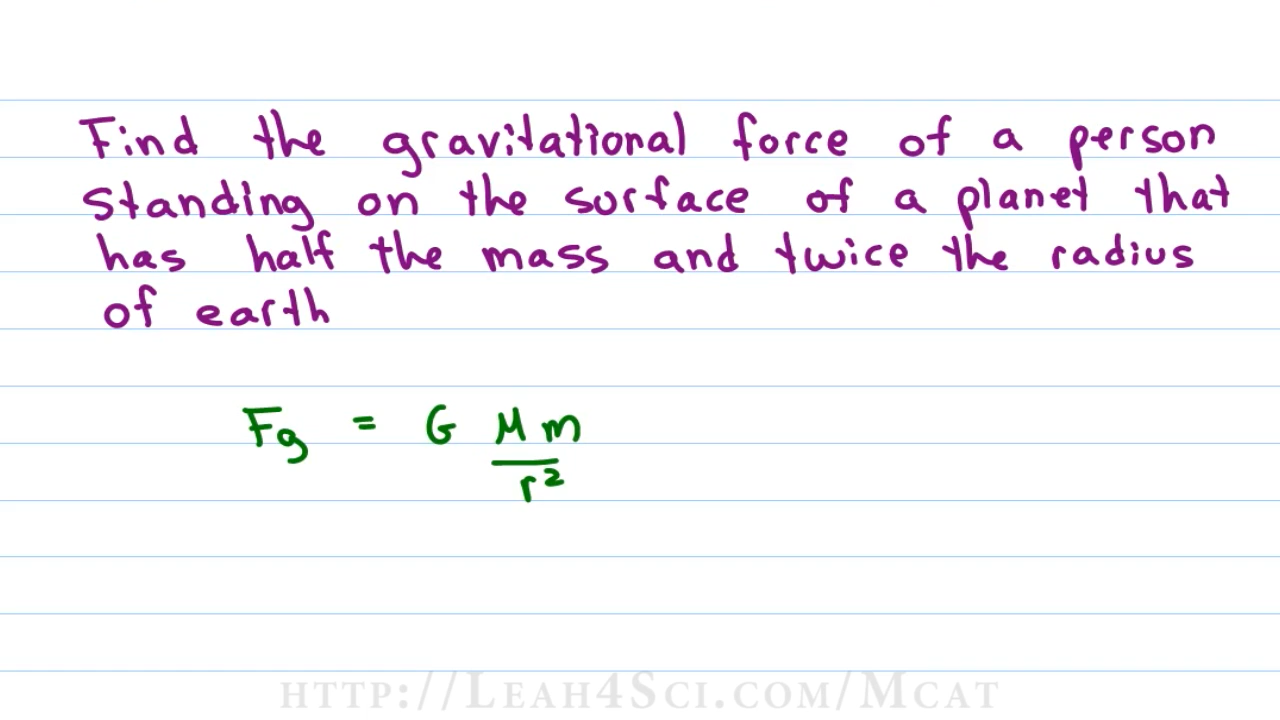 Find the gravitational force of a person
standing on the surface of a planet that
has half the mass and twice the radius
of earth
Fg = G Mm
r²
HTTP://LEAH4SCI.COM/MCAT